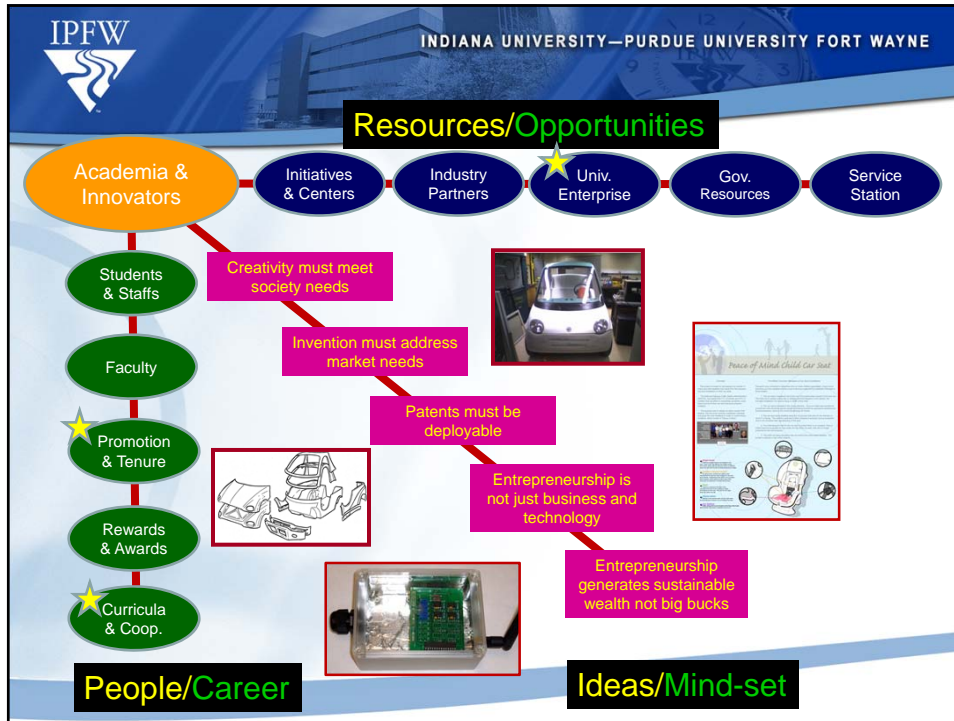 IPFW
INDIANA UNIVERSITY—PURDUE UNIVERSITY FORT WAYNE
Resources/Opportunities
Academia &
Innovators
Initiatives
& Centers
Industry
Partners
Univ.
Enterprise
Gov.
Resources
Service
Station
Students
& Staffs
Faculty
Promotion
& Tenure
Rewards
& Awards
Curricula
& Coop.
Creativity must meet
society needs
Invention must address
market needs
Patents must be
deployable
Entrepreneurship is
not just business and
technology
Entrepreneurship
generates sustainable
wealth not big bucks
Peace of Mind Child Car Seat
People/Career
Ideas/Mind-set